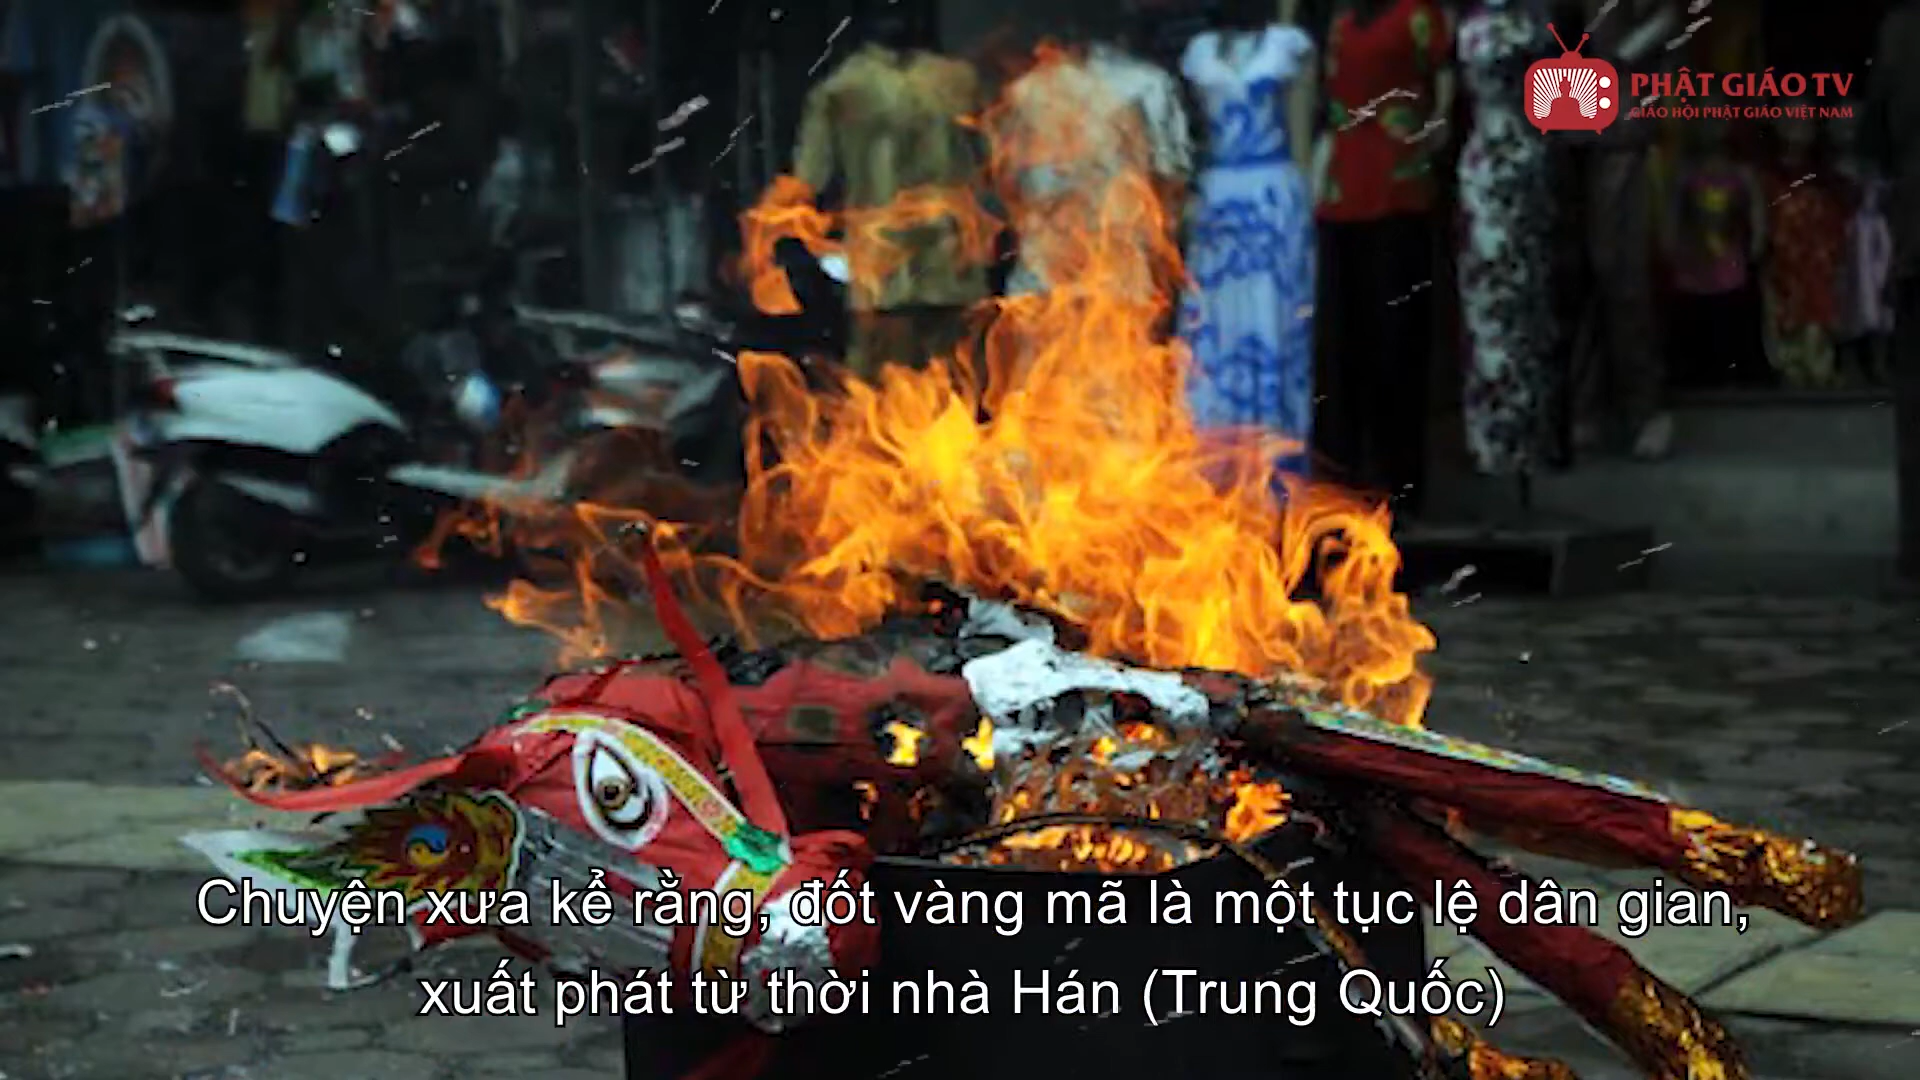 PHẬT GIÁO TV
GIÁO HỘI PHẬT GIÁO VIỆT NAM
Chuyện xưa kể rằng, đốt vàng mã là một tục lệ dân gian,
xuất phát từ thời nhà Hán (Trung Quốc)